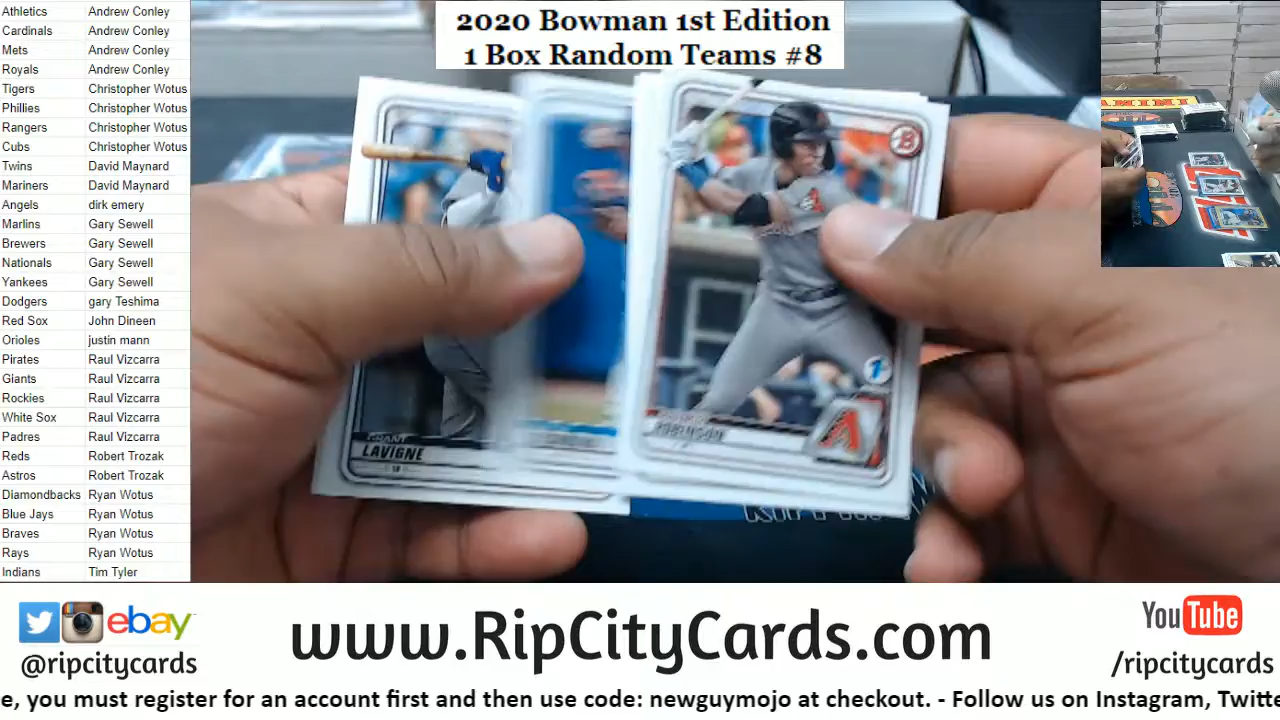 2020 Bowman 1st Edition
1 Box Random Teams #8
Athletics Andrew Conley
Cardinals Andrew Conley
Mets Andrew Conley
Royals Andrew Conley
Tigers Christopher Wotus
Phillies Christopher Wotus
Rangers Christopher Wotus
Cubs Christopher Wotus
Twins David Maynard
Mariners David Maynard
Angels dirk emery
Marlins Gary Sewell
Brewers Gary Sewell
Nationals Gary Sewell
Yankees Gary Sewell
Dodgers gary Teshima
Red Sox John Dineen
Orioles justin mann
Pirates Raul Vizcarra
Giants Raul Vizcarra
Rockies Raul Vizcarra
White Sox Raul Vizcarra
Padres Raul Vizcarra
Reds Robert Trozak
Astros Robert Trozak
Diamondbacks Ryan Wotus
Blue Jays Ryan Wotus
Braves Ryan Wotus
Rays Ryan Wotus
Indians Tim Tyler
PANINI
B
1
A
ROBINSON
LAVIGNE
ebay
@ripcitycards
www.RipCityCards.com
YouTube
/ripcitycards
e, you must register for an account first and then use code: newguymojo at checkout. - Follow us on Instagram, Twitte